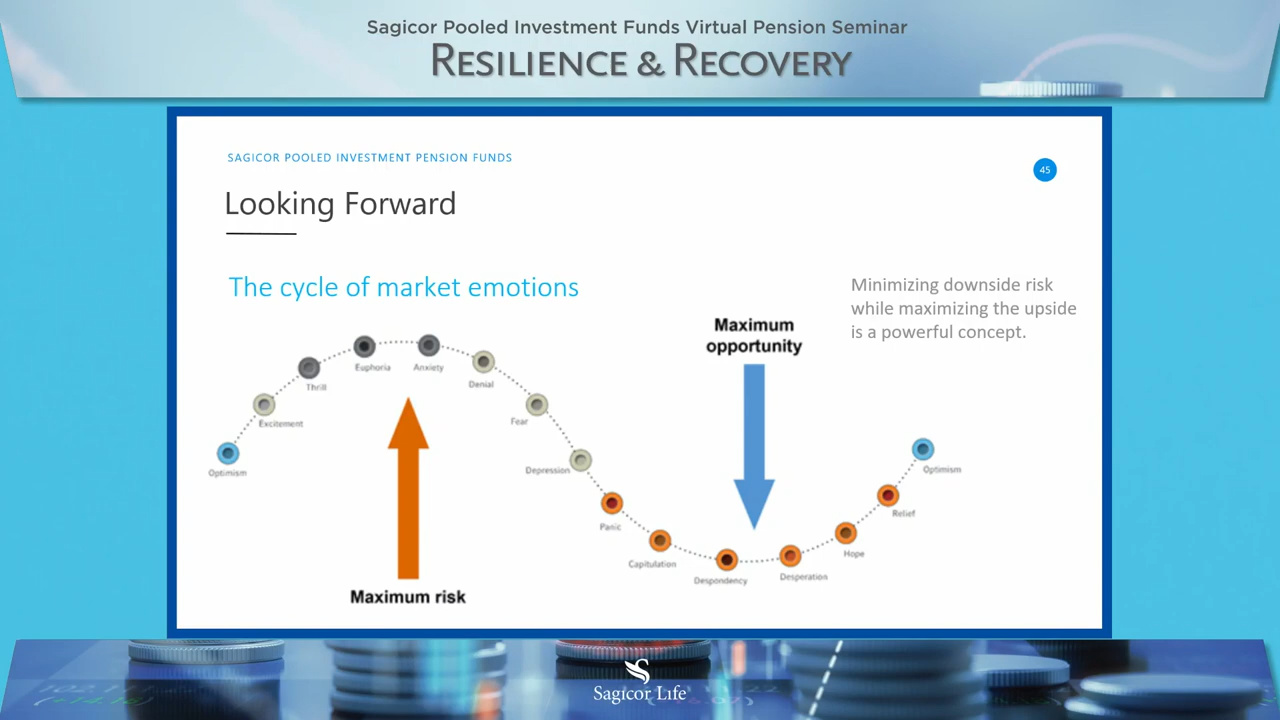 Sagicor Pooled Investment Funds Virtual Pension Seminar
RESILIENCE & RECOVERY
SAGICOR POOLED INVESTMENT PENSION FUNDS
45
Looking Forward
The cycle of market emotions
Minimizing downside risk
while maximizing the upside
is a powerful concept.
Maximum
opportunity
Euphoria
Anxiety
Thrill
Denial
Excitement
Fear
Optimism
Depression
Optimism
Panic
Relief
Capitulation
Hope
Despondency
Desperation
Maximum risk
Sagicor Life